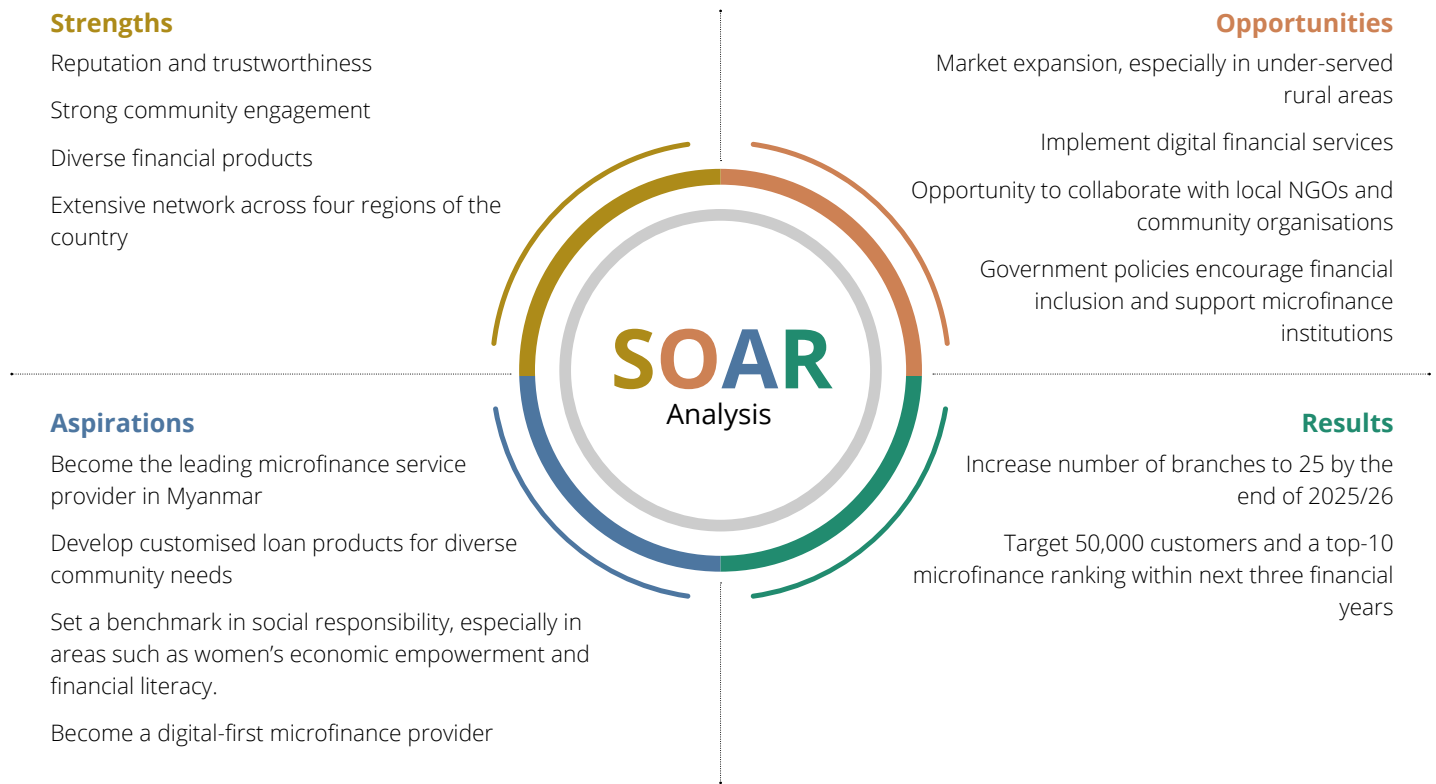 Strengths
Reputation and trustworthiness
Strong community engagement
Diverse financial products
Extensive network across four regions of the
country
Opportunities
Market expansion, especially in under-served
rural areas
Implement digital financial services
Opportunity to collaborate with local NGOs and
community organisations
Government policies encourage financial
inclusion and support microfinance
institutions
SOAR
Analysis
Aspirations
Become the leading microfinance service
provider in Myanmar
Develop customised loan products for diverse
community needs
Set a benchmark in social responsibility, especially in
areas such as women’s economic empowerment and
financial literacy.
Become a digital-first microfinance provider
Results
Increase number of branches to 25 by the
end of 2025/26
Target 50,000 customers and a top-10
microfinance ranking within next three financial
years